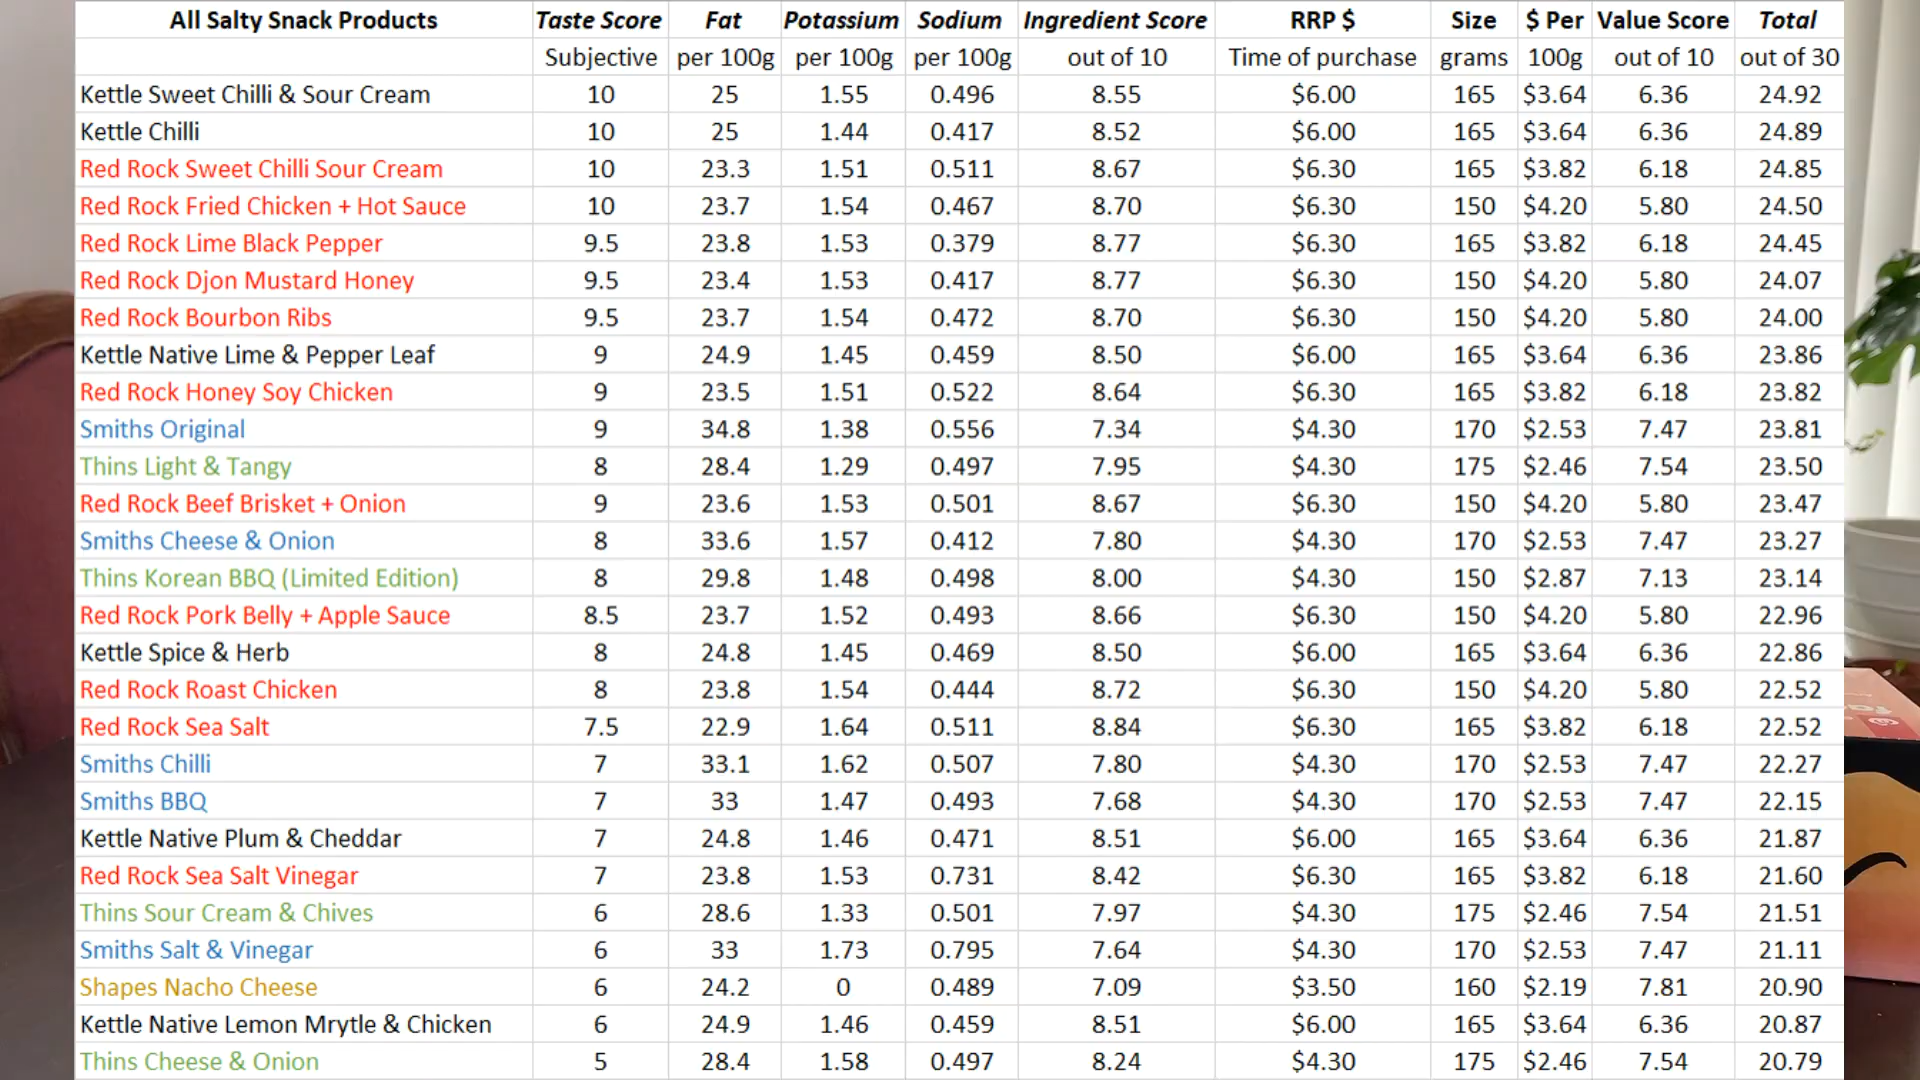 All Salty Snack Products Taste Score Fat Potassium Sodium Ingredient Score RRP $ Size $ Per Value Score Total
Subjective per 100g per 100g per 100g out of 10 Time of purchase grams 100g out of 10 out of 30
Kettle Sweet Chilli & Sour Cream 10 25 1.55 0.496 8.55 $6.00 165 $3.64 6.36 24.92
Kettle Chilli 10 25 1.44 0.417 8.52 $6.00 165 $3.64 6.36 24.89
Red Rock Sweet Chilli Sour Cream 10 23.3 1.51 0.511 8.67 $6.30 165 $3.82 6.18 24.85
Red Rock Fried Chicken + Hot Sauce 10 23.7 1.54 0.467 8.70 $6.30 150 $4.20 5.80 24.50
Red Rock Lime Black Pepper 9.5 23.8 1.53 0.379 8.77 $6.30 165 $3.82 6.18 24.45
Red Rock Djon Mustard Honey 9.5 23.4 1.53 0.417 8.77 $6.30 150 $4.20 5.80 24.07
Red Rock Bourbon Ribs 9.5 23.7 1.54 0.472 8.70 $6.30 150 $4.20 5.80 24.00
Kettle Native Lime & Pepper Leaf 9 24.9 1.45 0.459 8.50 $6.00 165 $3.64 6.36 23.86
Red Rock Honey Soy Chicken 9 23.5 1.51 0.522 8.64 $6.30 165 $3.82 6.18 23.82
Smiths Original 9 34.8 1.38 0.556 7.34 $4.30 170 $2.53 7.47 23.81
Thins Light & Tangy 8 28.4 1.29 0.497 7.95 $4.30 175 $2.46 7.54 23.50
Red Rock Beef Brisket + Onion 9 23.6 1.53 0.501 8.67 $6.30 150 $4.20 5.80 23.47
Smiths Cheese & Onion 8 33.6 1.57 0.412 7.80 $4.30 170 $2.53 7.47 23.27
Thins Korean BBQ (Limited Edition) 8 29.8 1.48 0.498 8.00 $4.30 150 $2.87 7.13 23.14
Red Rock Pork Belly + Apple Sauce 8.5 23.7 1.52 0.493 8.66 $6.30 150 $4.20 5.80 22.96
Kettle Spice & Herb 8 24.8 1.45 0.469 8.50 $6.00 165 $3.64 6.36 22.86
Red Rock Roast Chicken 8 23.8 1.54 0.444 8.72 $6.30 150 $4.20 5.80 22.52
Red Rock Sea Salt 7.5 22.9 1.64 0.511 8.84 $6.30 165 $3.82 6.18 22.52
Smiths Chilli 7 33.1 1.62 0.507 7.80 $4.30 170 $2.53 7.47 22.27
Smiths BBQ 7 33 1.47 0.493 7.68 $4.30 170 $2.53 7.47 22.15
Kettle Native Plum & Cheddar 7 24.8 1.46 0.471 8.51 $6.00 165 $3.64 6.36 21.87
Red Rock Sea Salt Vinegar 7 23.8 1.53 0.731 8.42 $6.30 165 $3.82 6.18 21.60
Thins Sour Cream & Chives 6 28.6 1.33 0.501 7.97 $4.30 175 $2.46 7.54 21.51
Smiths Salt & Vinegar 6 33 1.73 0.795 7.64 $4.30 170 $2.53 7.47 21.11
Shapes Nacho Cheese 6 24.2 0 0.489 7.09 $3.50 160 $2.19 7.81 20.90
Kettle Native Lemon Mrytle & Chicken 6 24.9 1.46 0.459 8.51 $6.00 165 $3.64 6.36 20.87
Thins Cheese & Onion 5 28.4 1.58 0.497 8.24 $4.30 175 $2.46 7.54 20.79